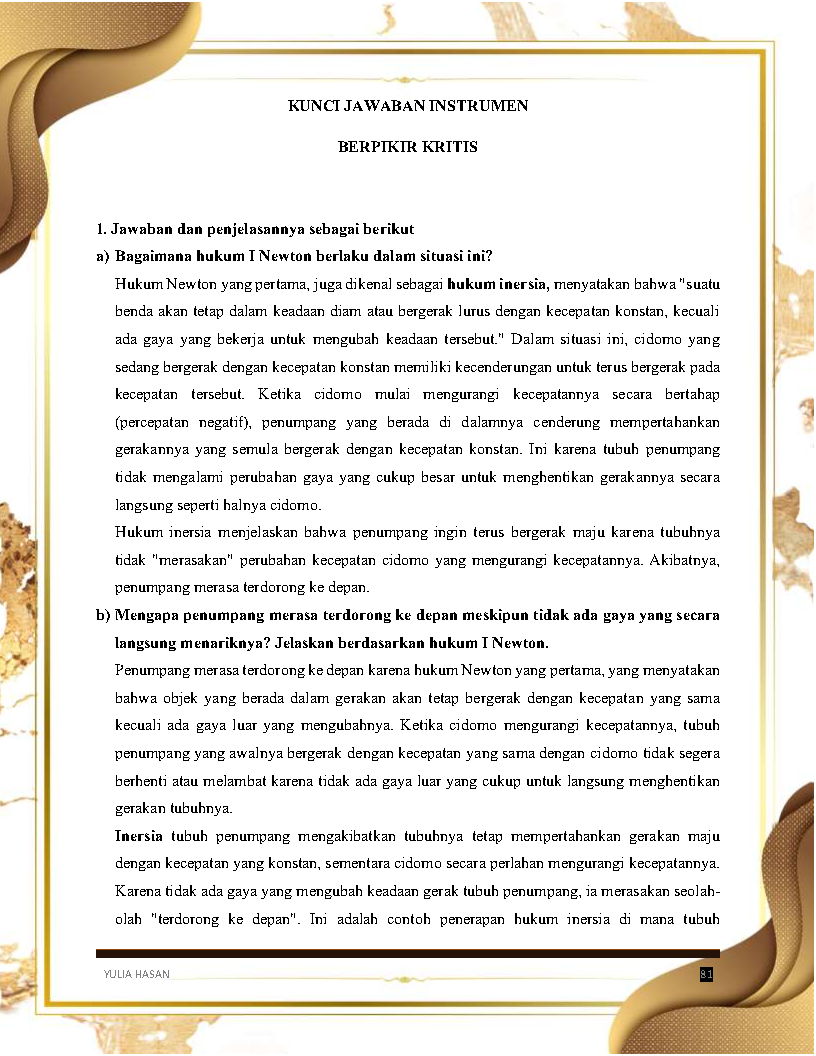 KUNCI JAWABAN INSTRUMEN
BERPIKIR KRITIS
1. Jawaban dan penjelasannya sebagai berikut
a) Bagaimana hukum I Newton berlaku dalam situasi ini?
Hukum Newton yang pertama, juga dikenal sebagai hukum inersia, menyatakan bahwa "suatu
benda akan tetap dalam keadaan diam atau bergerak lurus dengan kecepatan konstan, kecuali
ada gaya yang bekerja untuk mengubah keadaan tersebut." Dalam situasi ini, cidomo yang
sedang bergerak dengan kecepatan konstan memiliki kecenderungan untuk terus bergerak pada
kecepatan tersebut. Ketika cidomo mulai mengurangi kecepatannya secara bertahap
(percepatan negatif), penumpang yang berada di dalamnya cenderung mempertahankan
gerakannya yang semula bergerak dengan kecepatan konstan. Ini karena tubuh penumpang
tidak mengalami perubahan gaya yang cukup besar untuk menghentikan gerakannya secara
langsung seperti halnya cidomo.
Hukum inersia menjelaskan bahwa penumpang ingin terus bergerak maju karena tubuhnya
tidak "merasakan" perubahan kecepatan cidomo yang mengurangi kecepatannya. Akibatnya,
penumpang merasa terdorong ke depan.
b) Mengapa penumpang merasa terdorong ke depan meskipun tidak ada gaya yang secara
langsung menariknya? Jelaskan berdasarkan hukum I Newton.
Penumpang merasa terdorong ke depan karena hukum Newton yang pertama, yang menyatakan
bahwa objek yang berada dalam gerakan akan tetap bergerak dengan kecepatan yang sama
kecuali ada gaya luar yang mengubahnya. Ketika cidomo mengurangi kecepatannya, tubuh
penumpang yang awalnya bergerak dengan kecepatan yang sama dengan cidomo tidak segera
berhenti atau melambat karena tidak ada gaya luar yang cukup untuk langsung menghentikan
gerakan tubuhnya.
Inersia tubuh penumpang mengakibatkan tubuhnya tetap mempertahankan gerakan maju
dengan kecepatan yang konstan, sementara cidomo secara perlahan mengurangi kecepatannya.
Karena tidak ada gaya yang mengubah keadaan gerak tubuh penumpang, ia merasakan seolah-
olah "terdorong ke depan". Ini adalah contoh penerapan hukum inersia di mana tubuh
YULIA HASAN 81